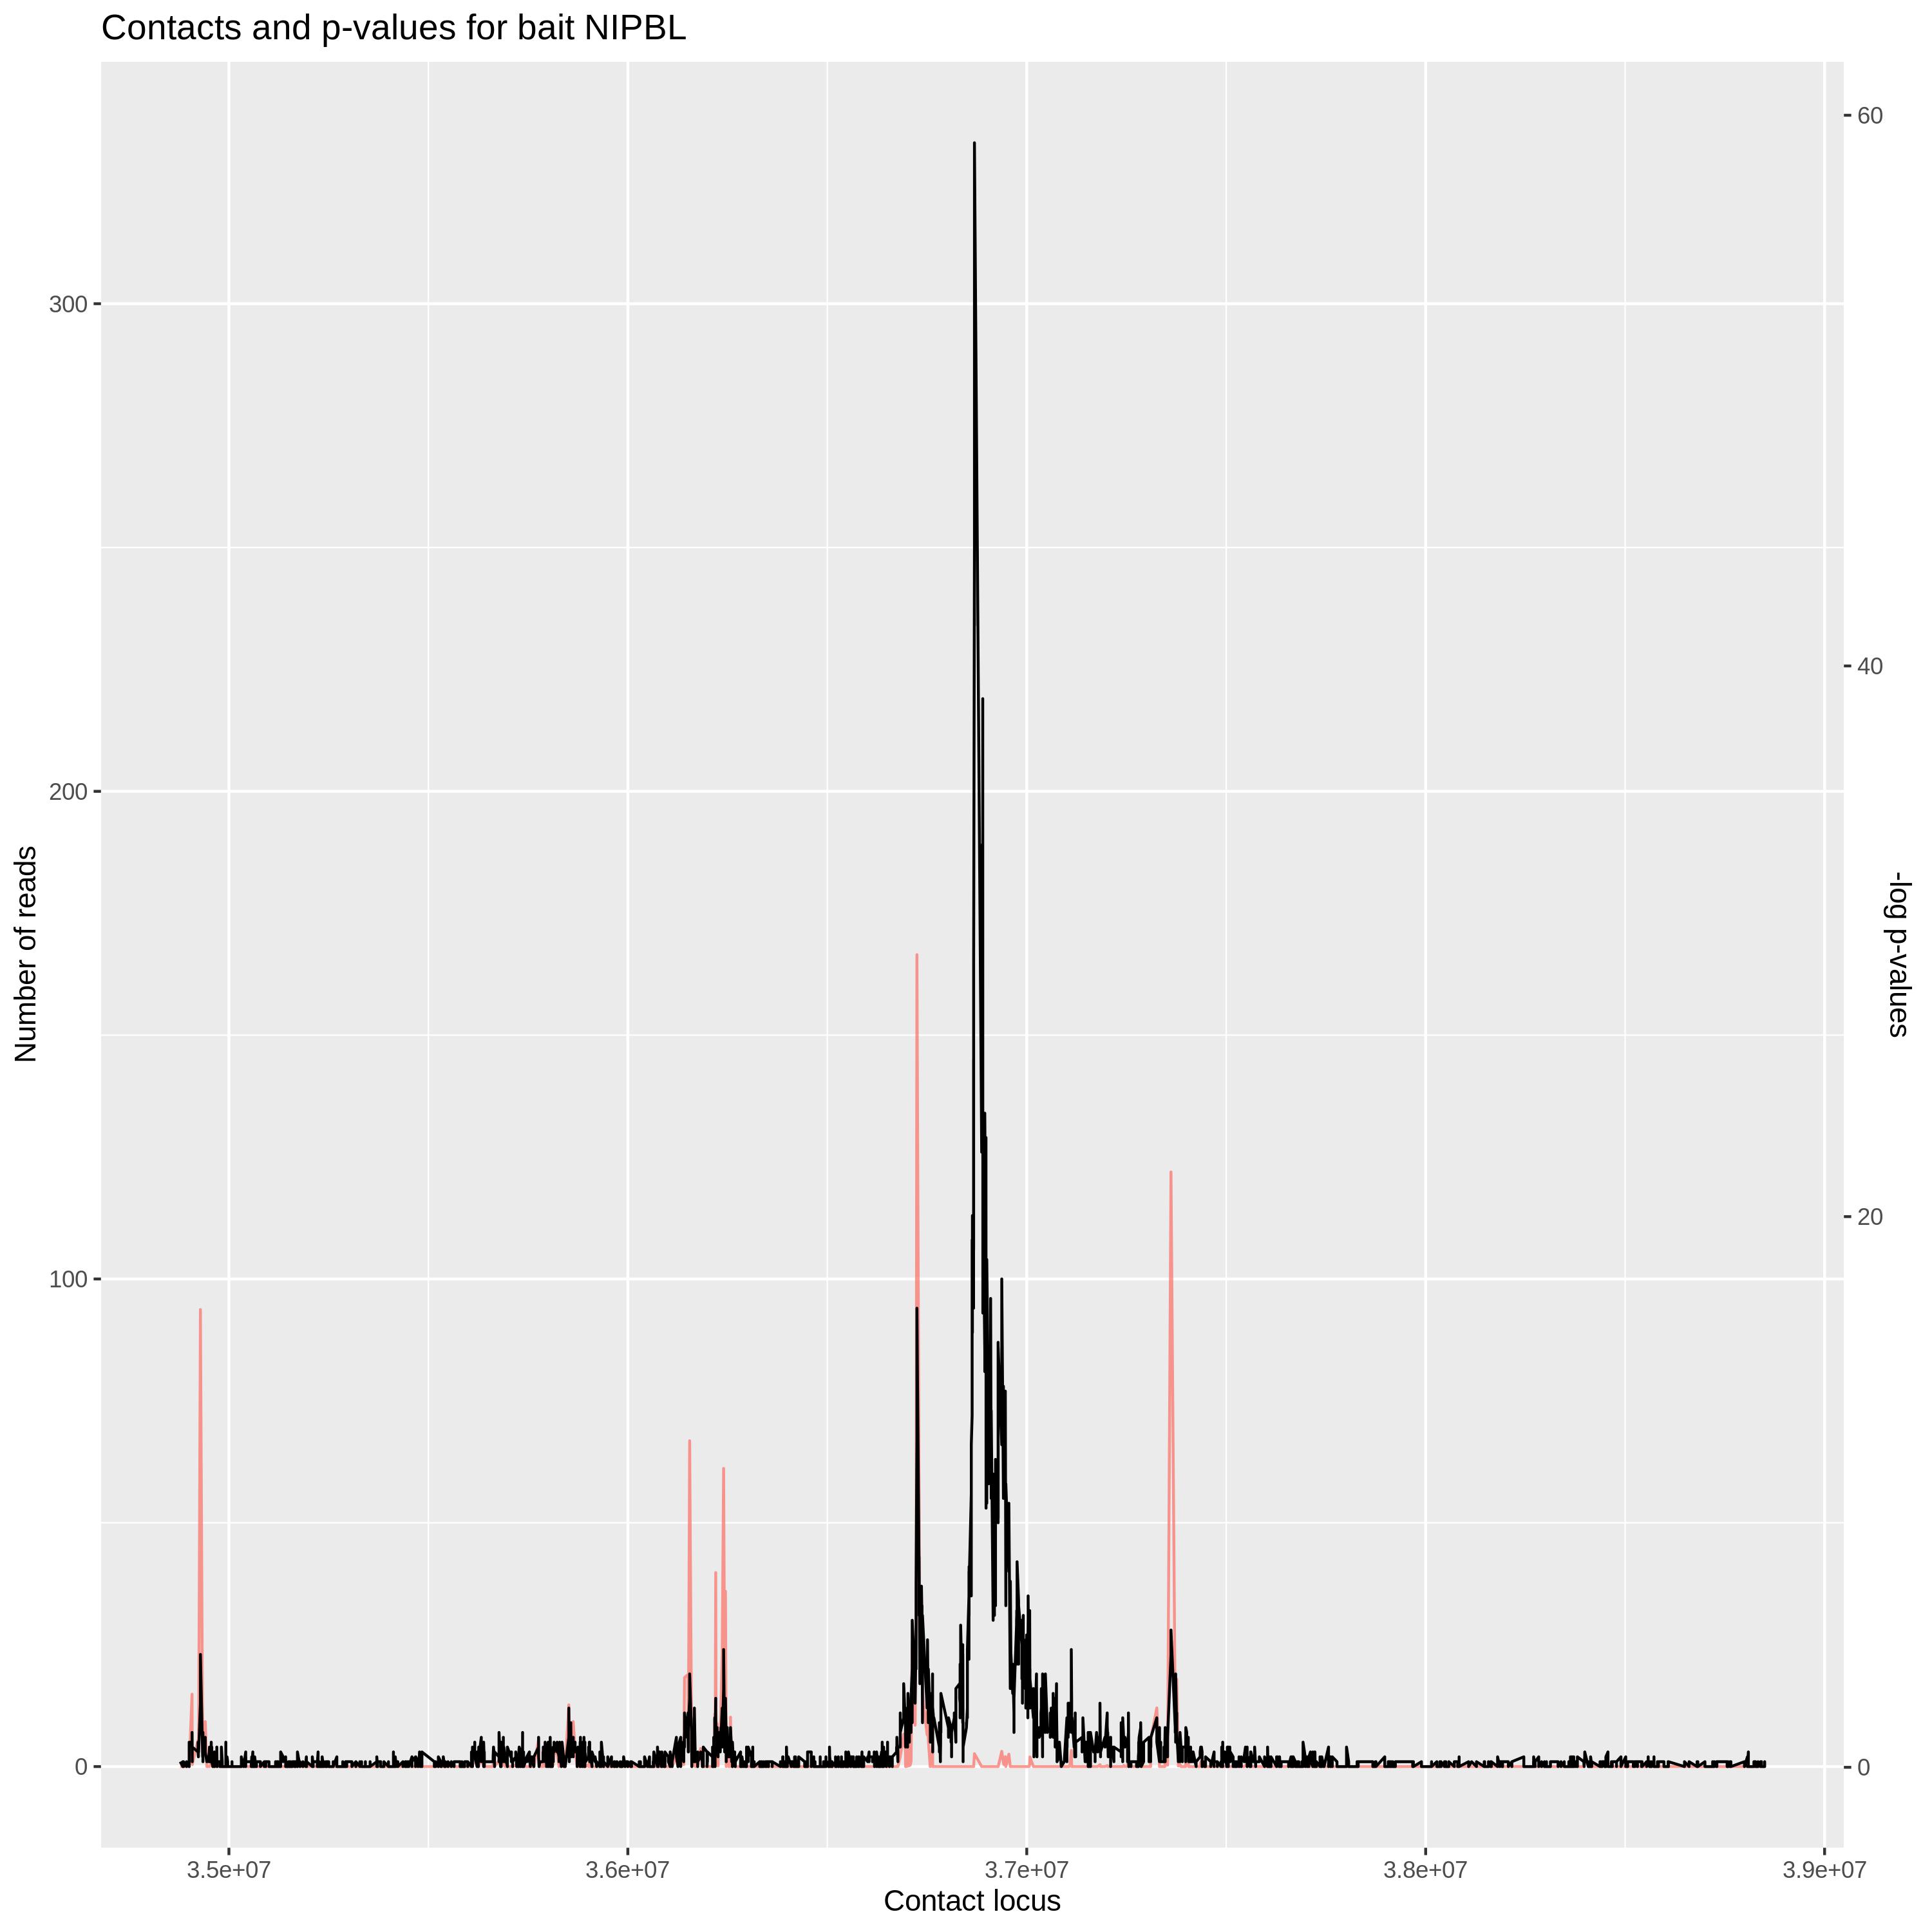 Contacts and p-values for bait NIPBL
60
300
40
200
Number of reads
-log p-values
20
100
0
0
3.5e+07 3.6e+07 3.7e+07 3.8e+07 3.9e+07
Contact locus